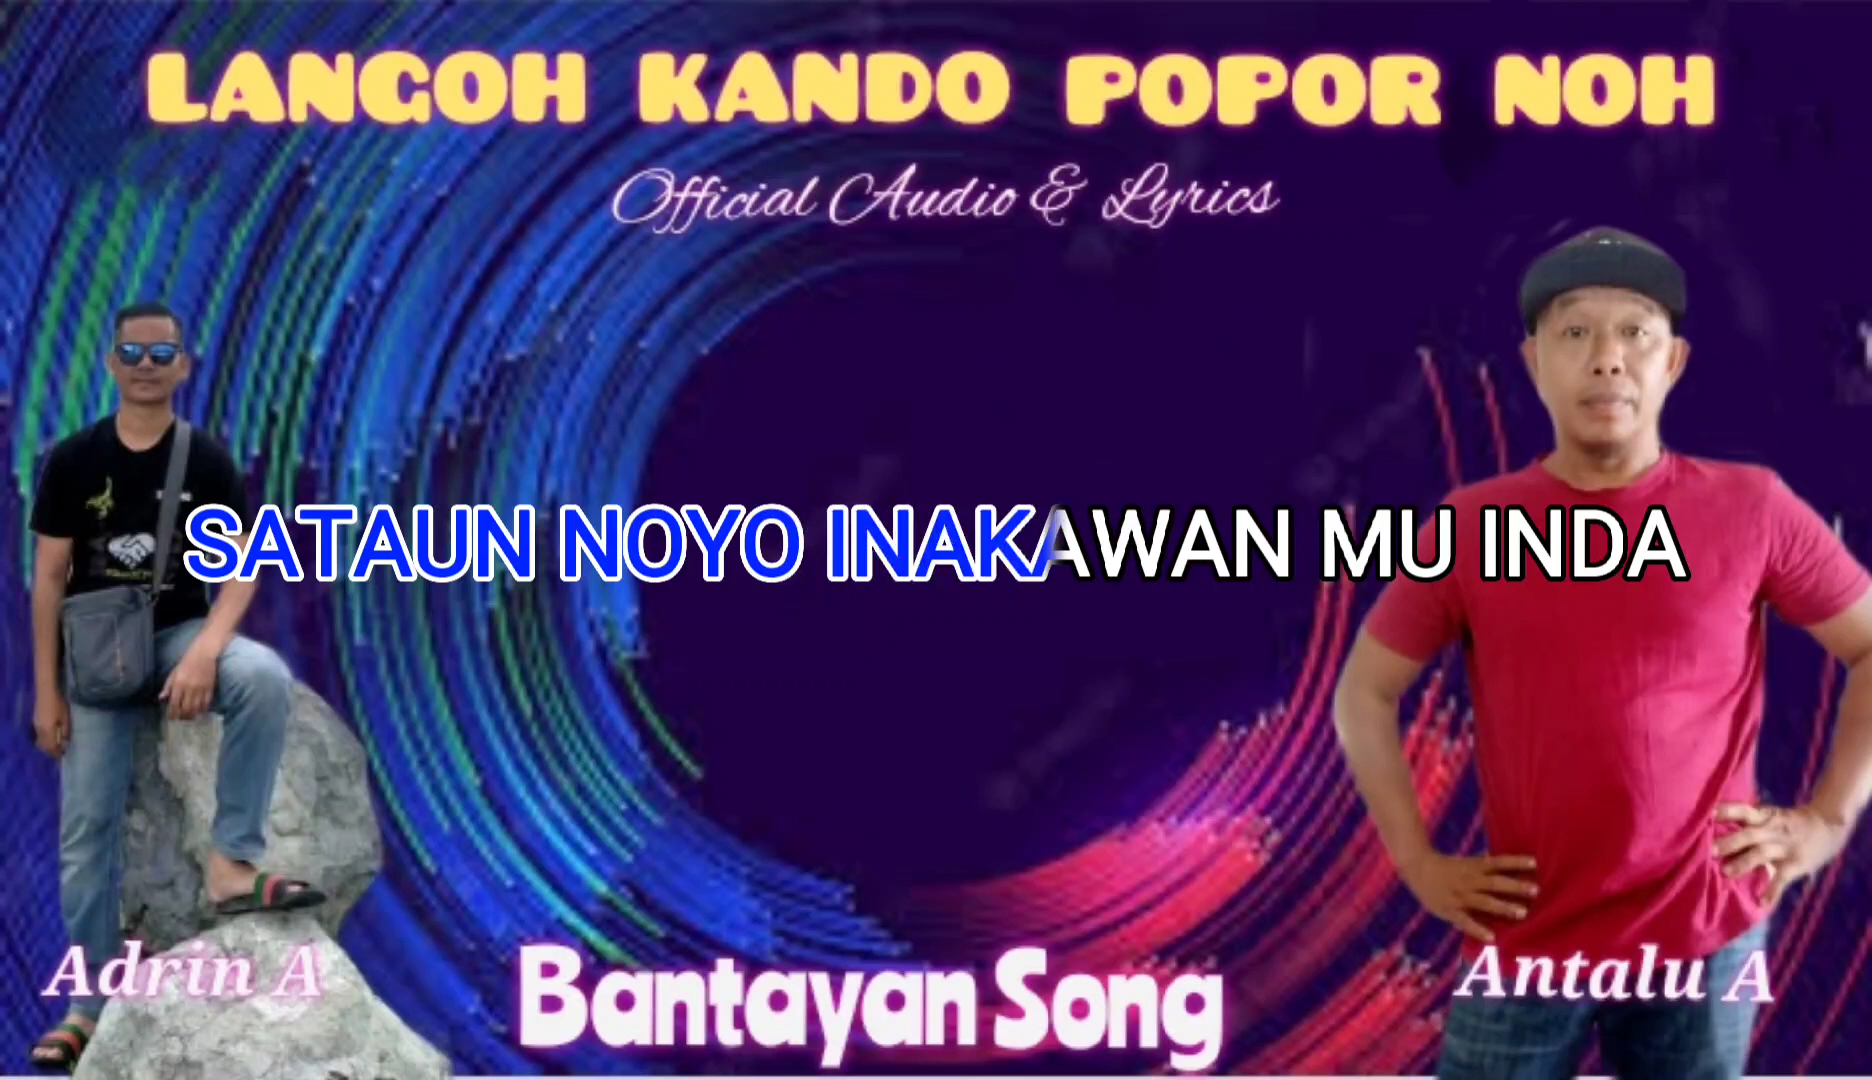 LANGOH KANDO POPOR NOH
Official Audio & Lyrics
SATAUN NOYO INAKAWAN MU INDA
Adrin A
Bantayan Song
Antalu A